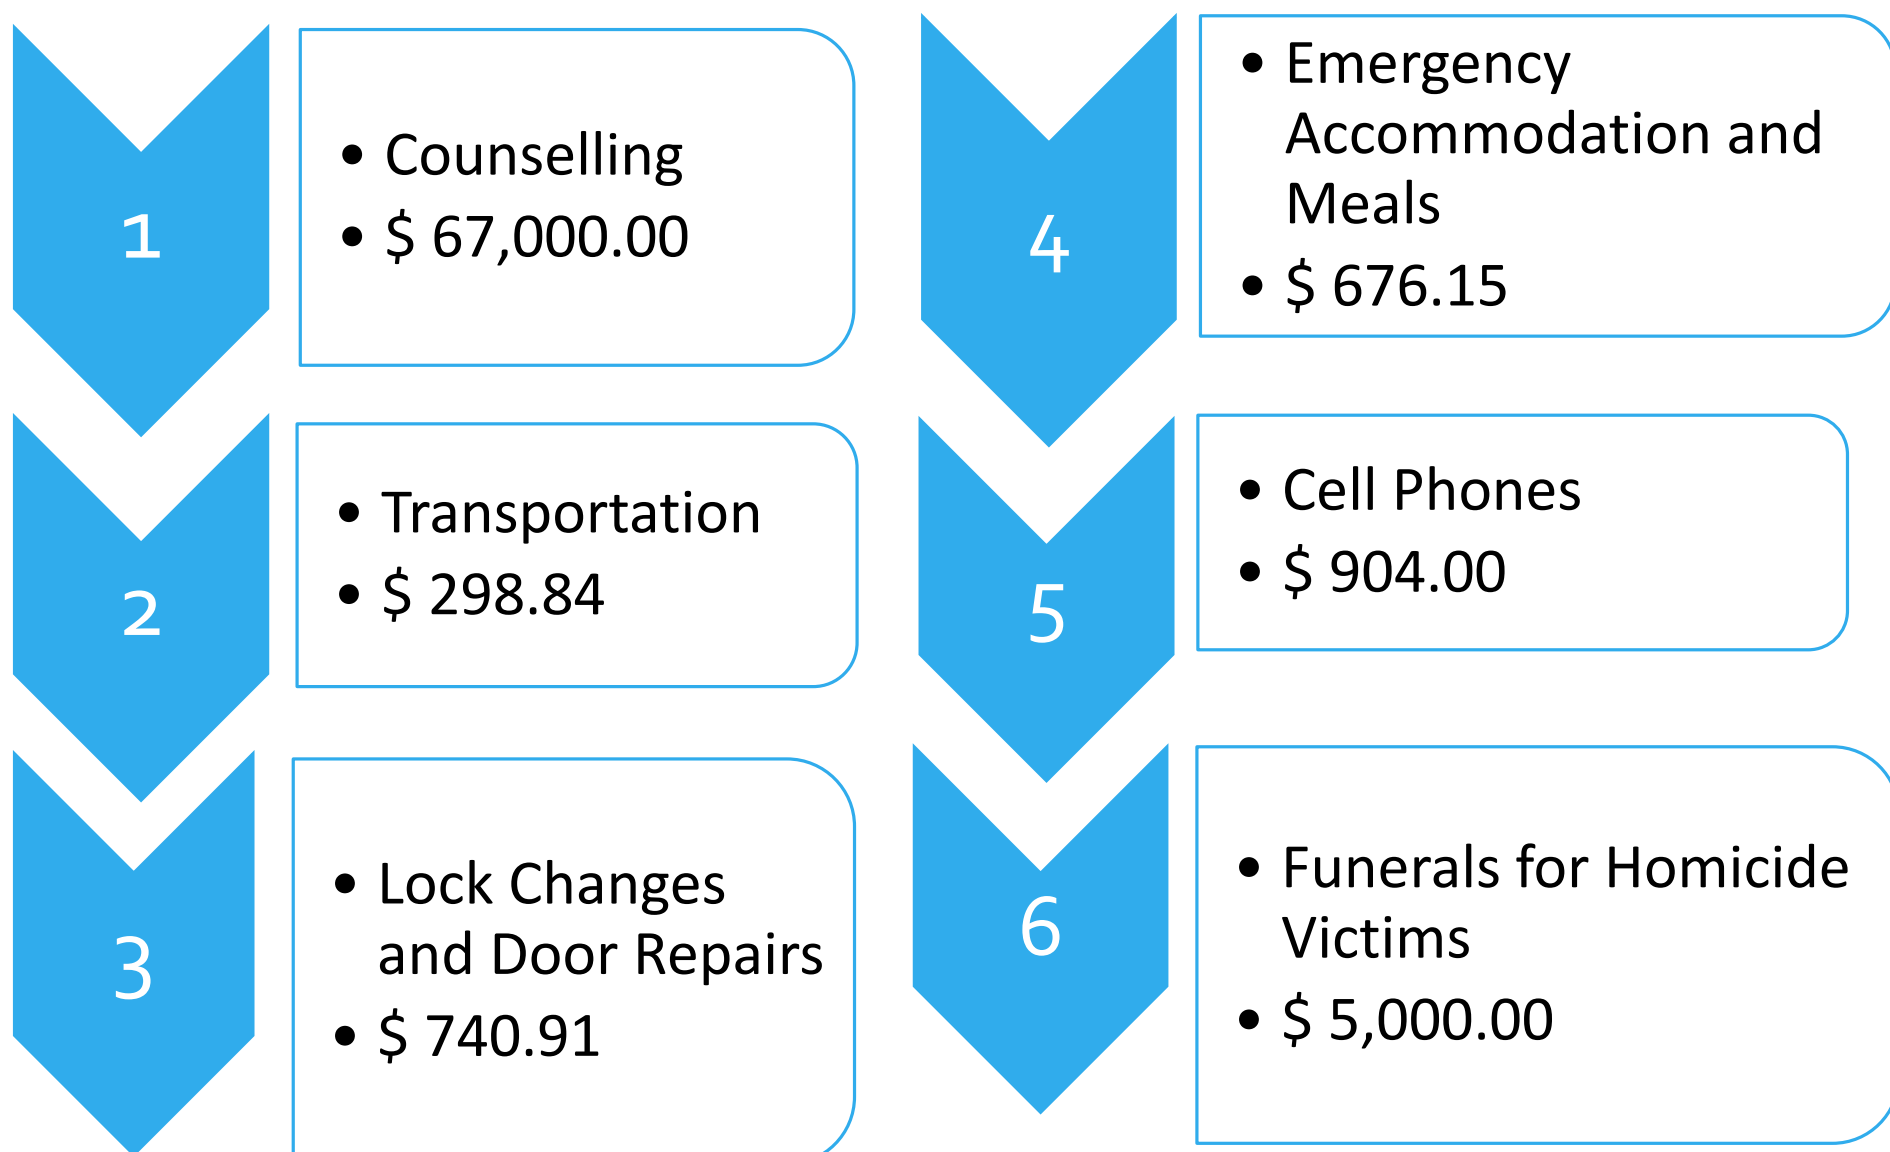 1
• Counselling
• $ 67,000.00
2
• Transportation
• $ 298.84
3
• Lock Changes
and Door Repairs
• $ 740.91
4
• Emergency
Accommodation and
Meals
• $ 676.15
5
• Cell Phones
• $ 904.00
6
• Funerals for Homicide
Victims
• $ 5,000.00